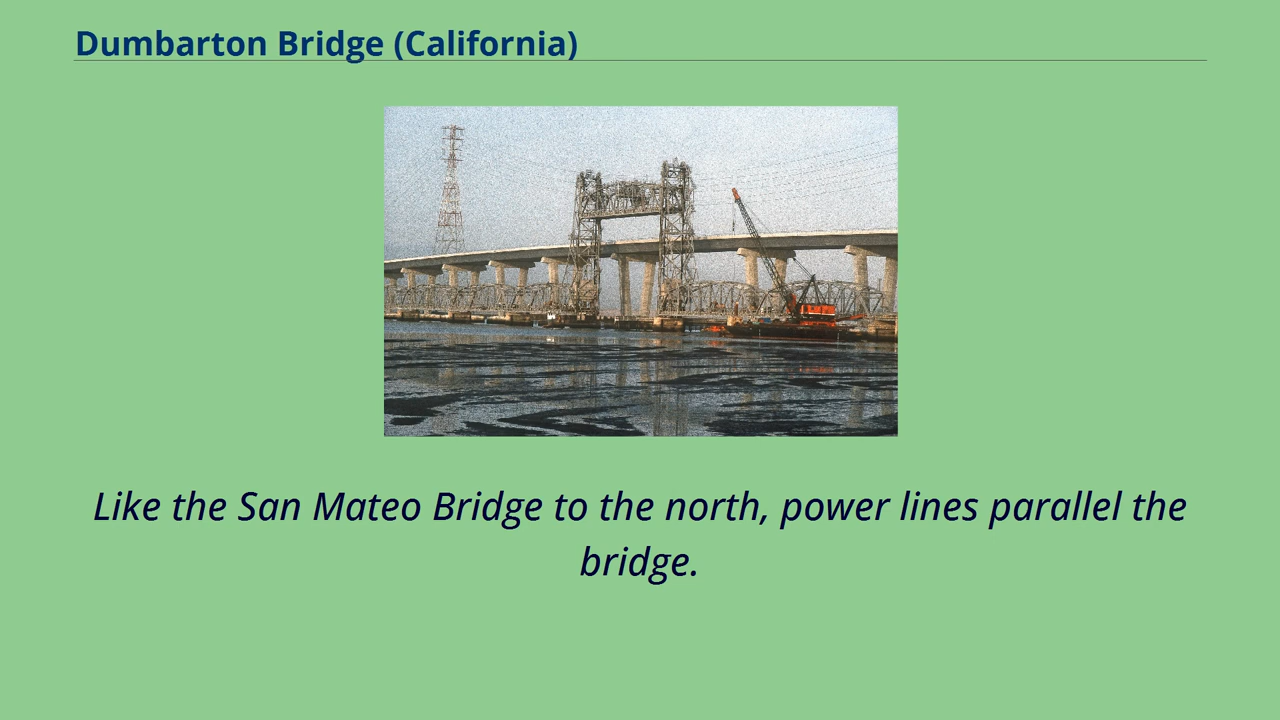 Dumbarton Bridge (California)
Like the San Mateo Bridge to the north, power lines parallel the
bridge.